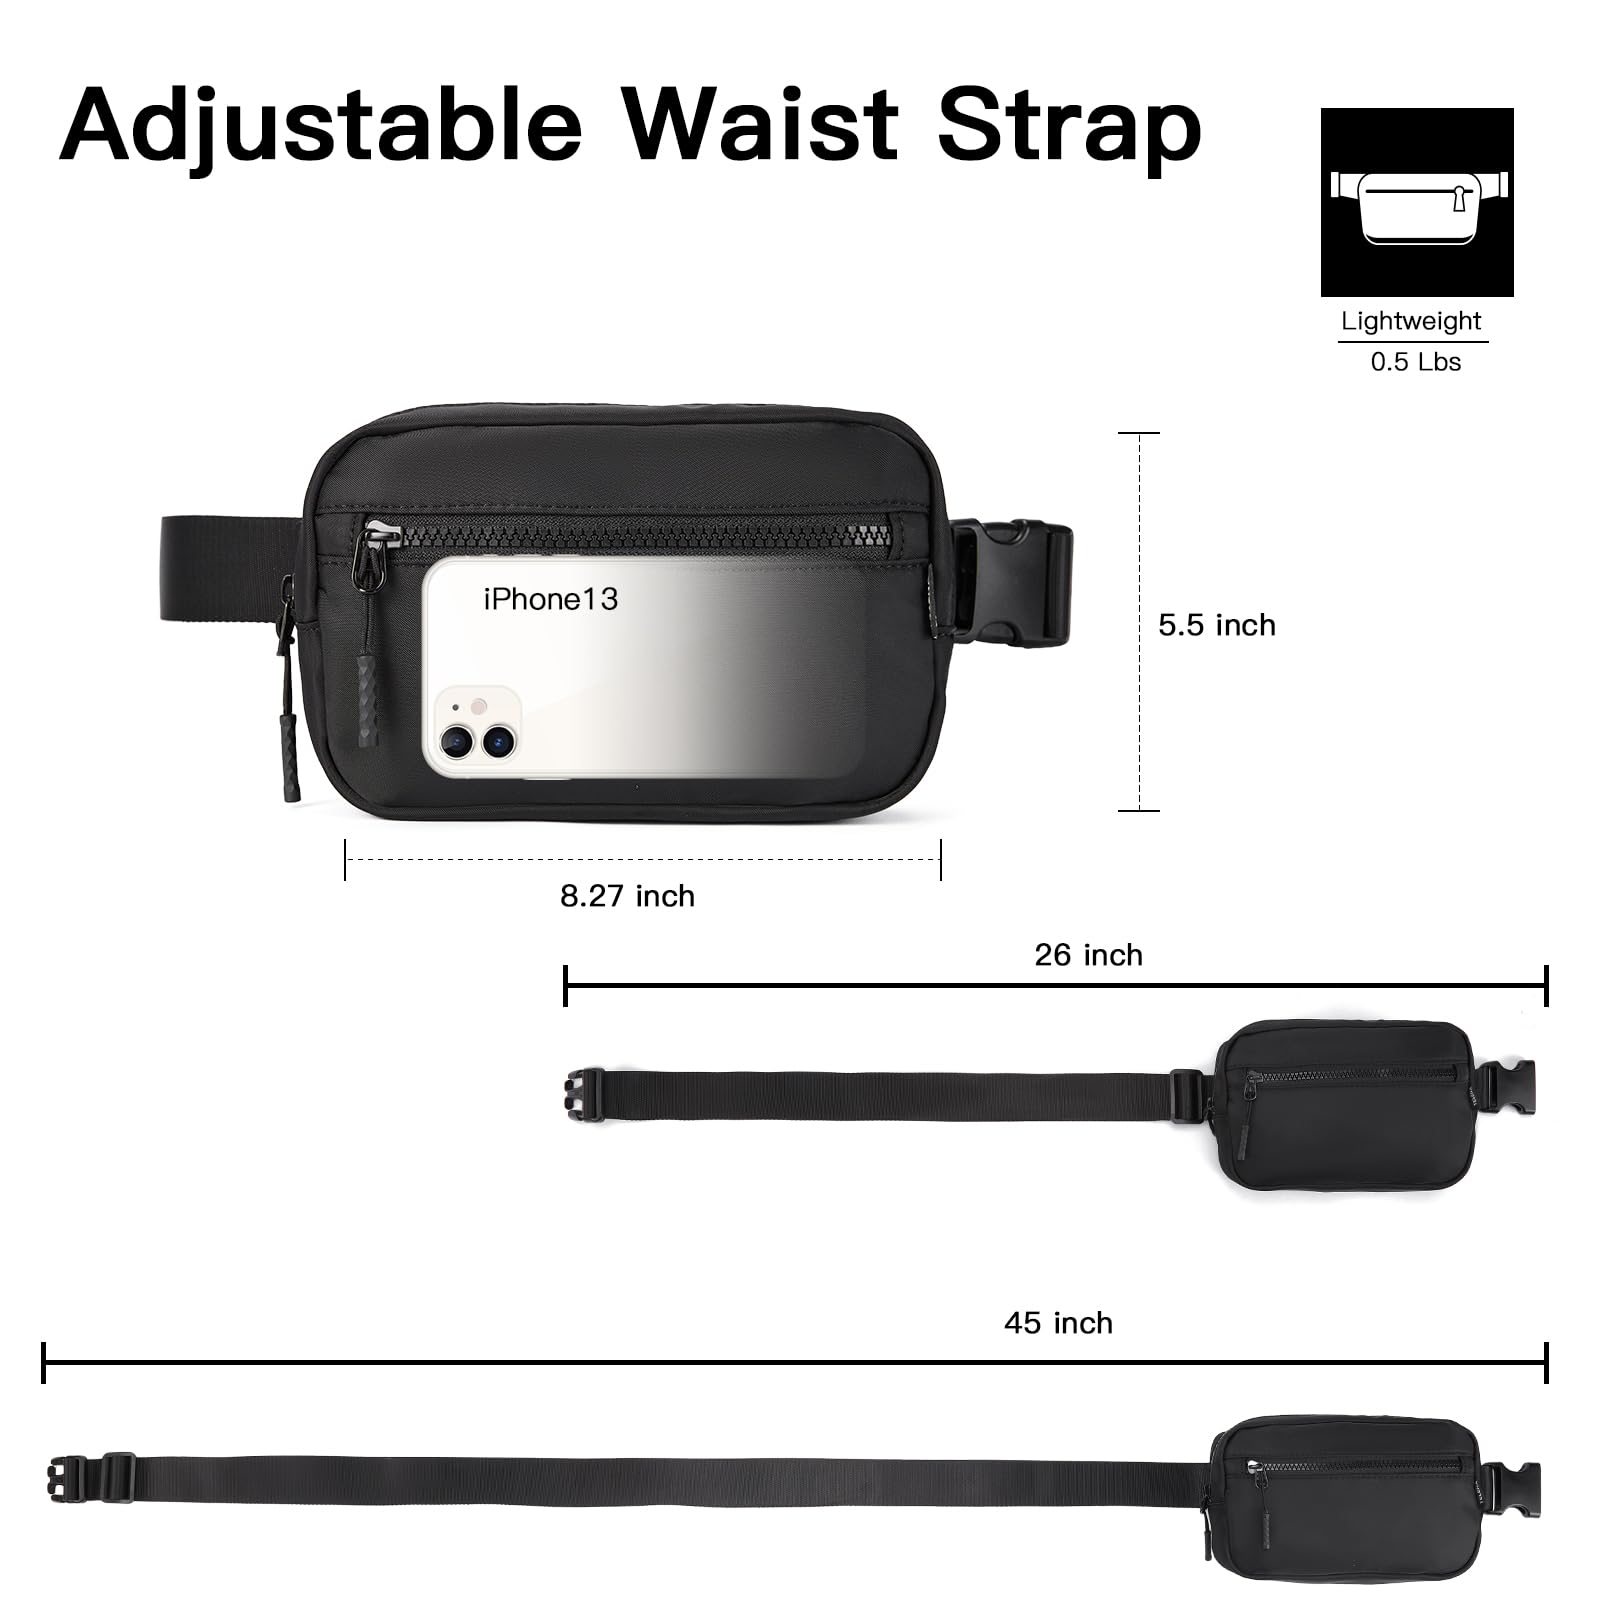 Adjustable Waist Strap
Lightweight
0.5 Lbs
iPhone13
5.5 inch
8.27 inch
26 inch
45 inch